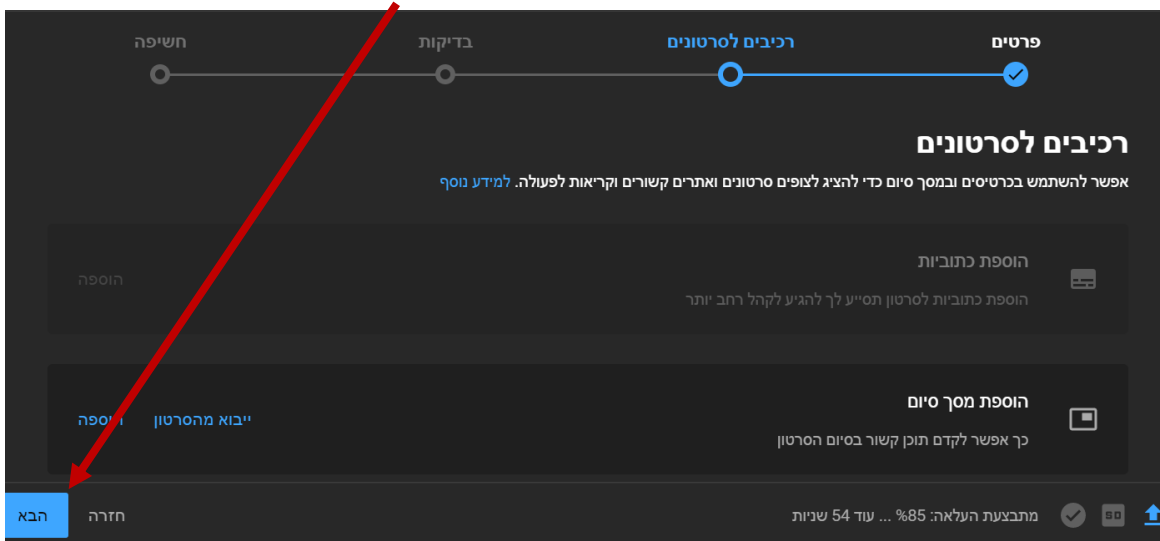 פרטים רכיבים לסרטונים בדיקות חשיפה
רכיבים לסרטונים
אפשר להשתמש בכרטיסים ובמסך סיום כדי להציג לצופים סרטונים ואתרים קשורים וקריאות לפעולה. למידע נוסף
הוספת כתוביות
הוספה
הוספת כתוביות לסרטון תסייע לך להגיע לקהל רחב יותר
הוספת מסך סיום
ייבוא מהסרטון
כך אפשר לקדם תוכן קשור בסיום הסרטון
SD מתבצעת העלאה: 85% ... עוד 54 שניות חזרה הבא